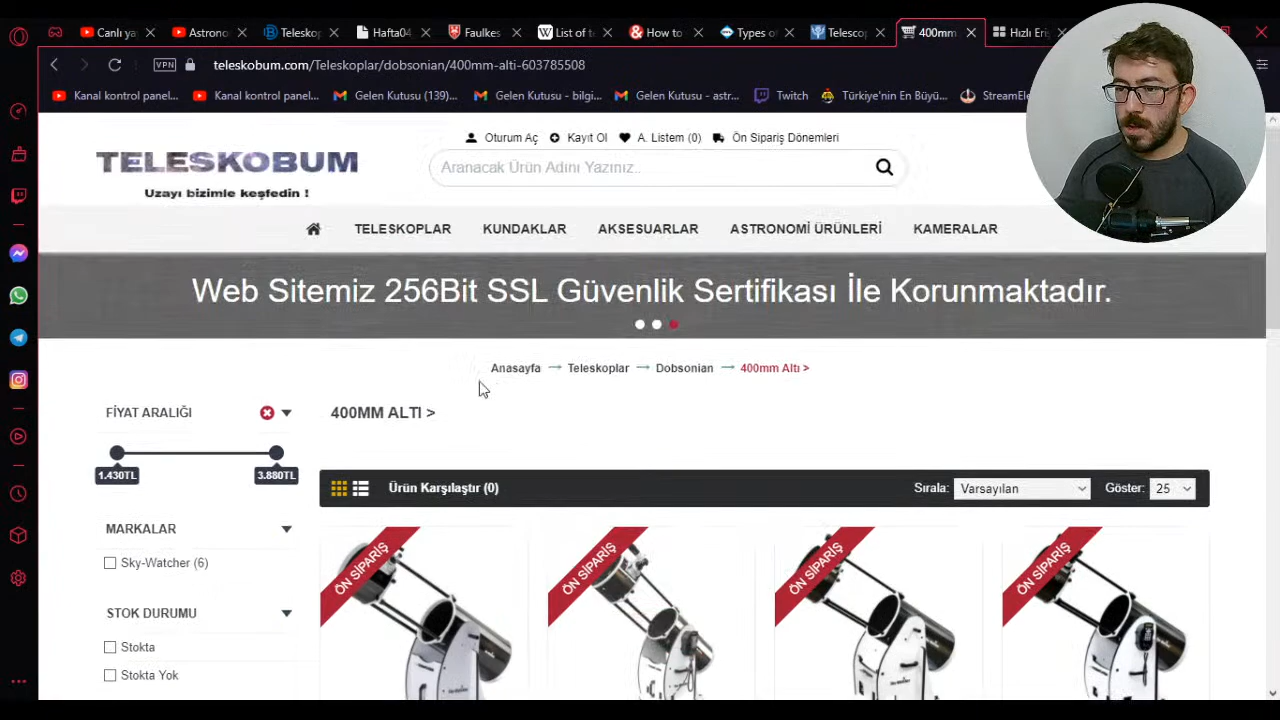 Canlı ya
Astrono
Telesko
Hafta04
Faulkes
List of t
How to
Types o
Telesco
400mm
Hızlı Eri
VPN
teleskobum.com/Teleskoplar/dobsonian/400mm-alti-603785508
Kanal kontrol panel...
Kanal kontrol panel...
Gelen Kutusu (139)...
Gelen Kutusu - bilgi...
Gelen Kutusu - astr...
Twitch
Türkiye'nin En Büyü...
StreamEle
Oturum Aç
Kayıt Ol
A. Listem (0)
Ön Sipariş Dönemleri
TELESKOBUM
Uzayı bizimle keşfedin !
Aranacak Ürün Adını Yazınız..
TELESKOPLAR
KUNDAKLAR
AKSESUARLAR
ASTRONOMİ ÜRÜNLERİ
KAMERALAR
Web Sitemiz 256Bit SSL Güvenlik Sertifikası İle Korunmaktadır.
Anasayfa → Teleskoplar → Dobsonian → 400mm Altı >
FİYAT ARALIĞI
400MM ALTI >
1.430TL
3.880TL
Ürün Karşılaştır (0)
Sırala: Varsayılan
Göster: 25
MARKALAR
Sky-Watcher (6)
STOK DURUMU
Stokta
Stokta Yok
ÖN SİPARİŞ
ÖN SİPARİŞ
ÖN SİPARİŞ
ÖN SİPARİŞ